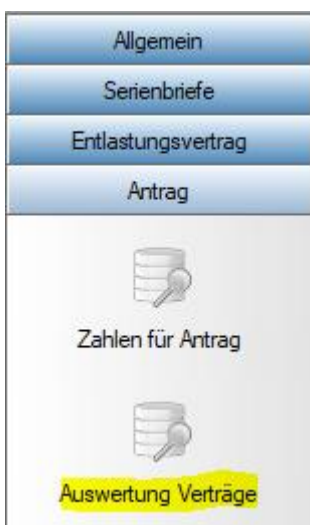 Allgemein
Serienbriefe
Entlastungsvertrag
Antrag
Zahlen für Antrag
Auswertung Verträge